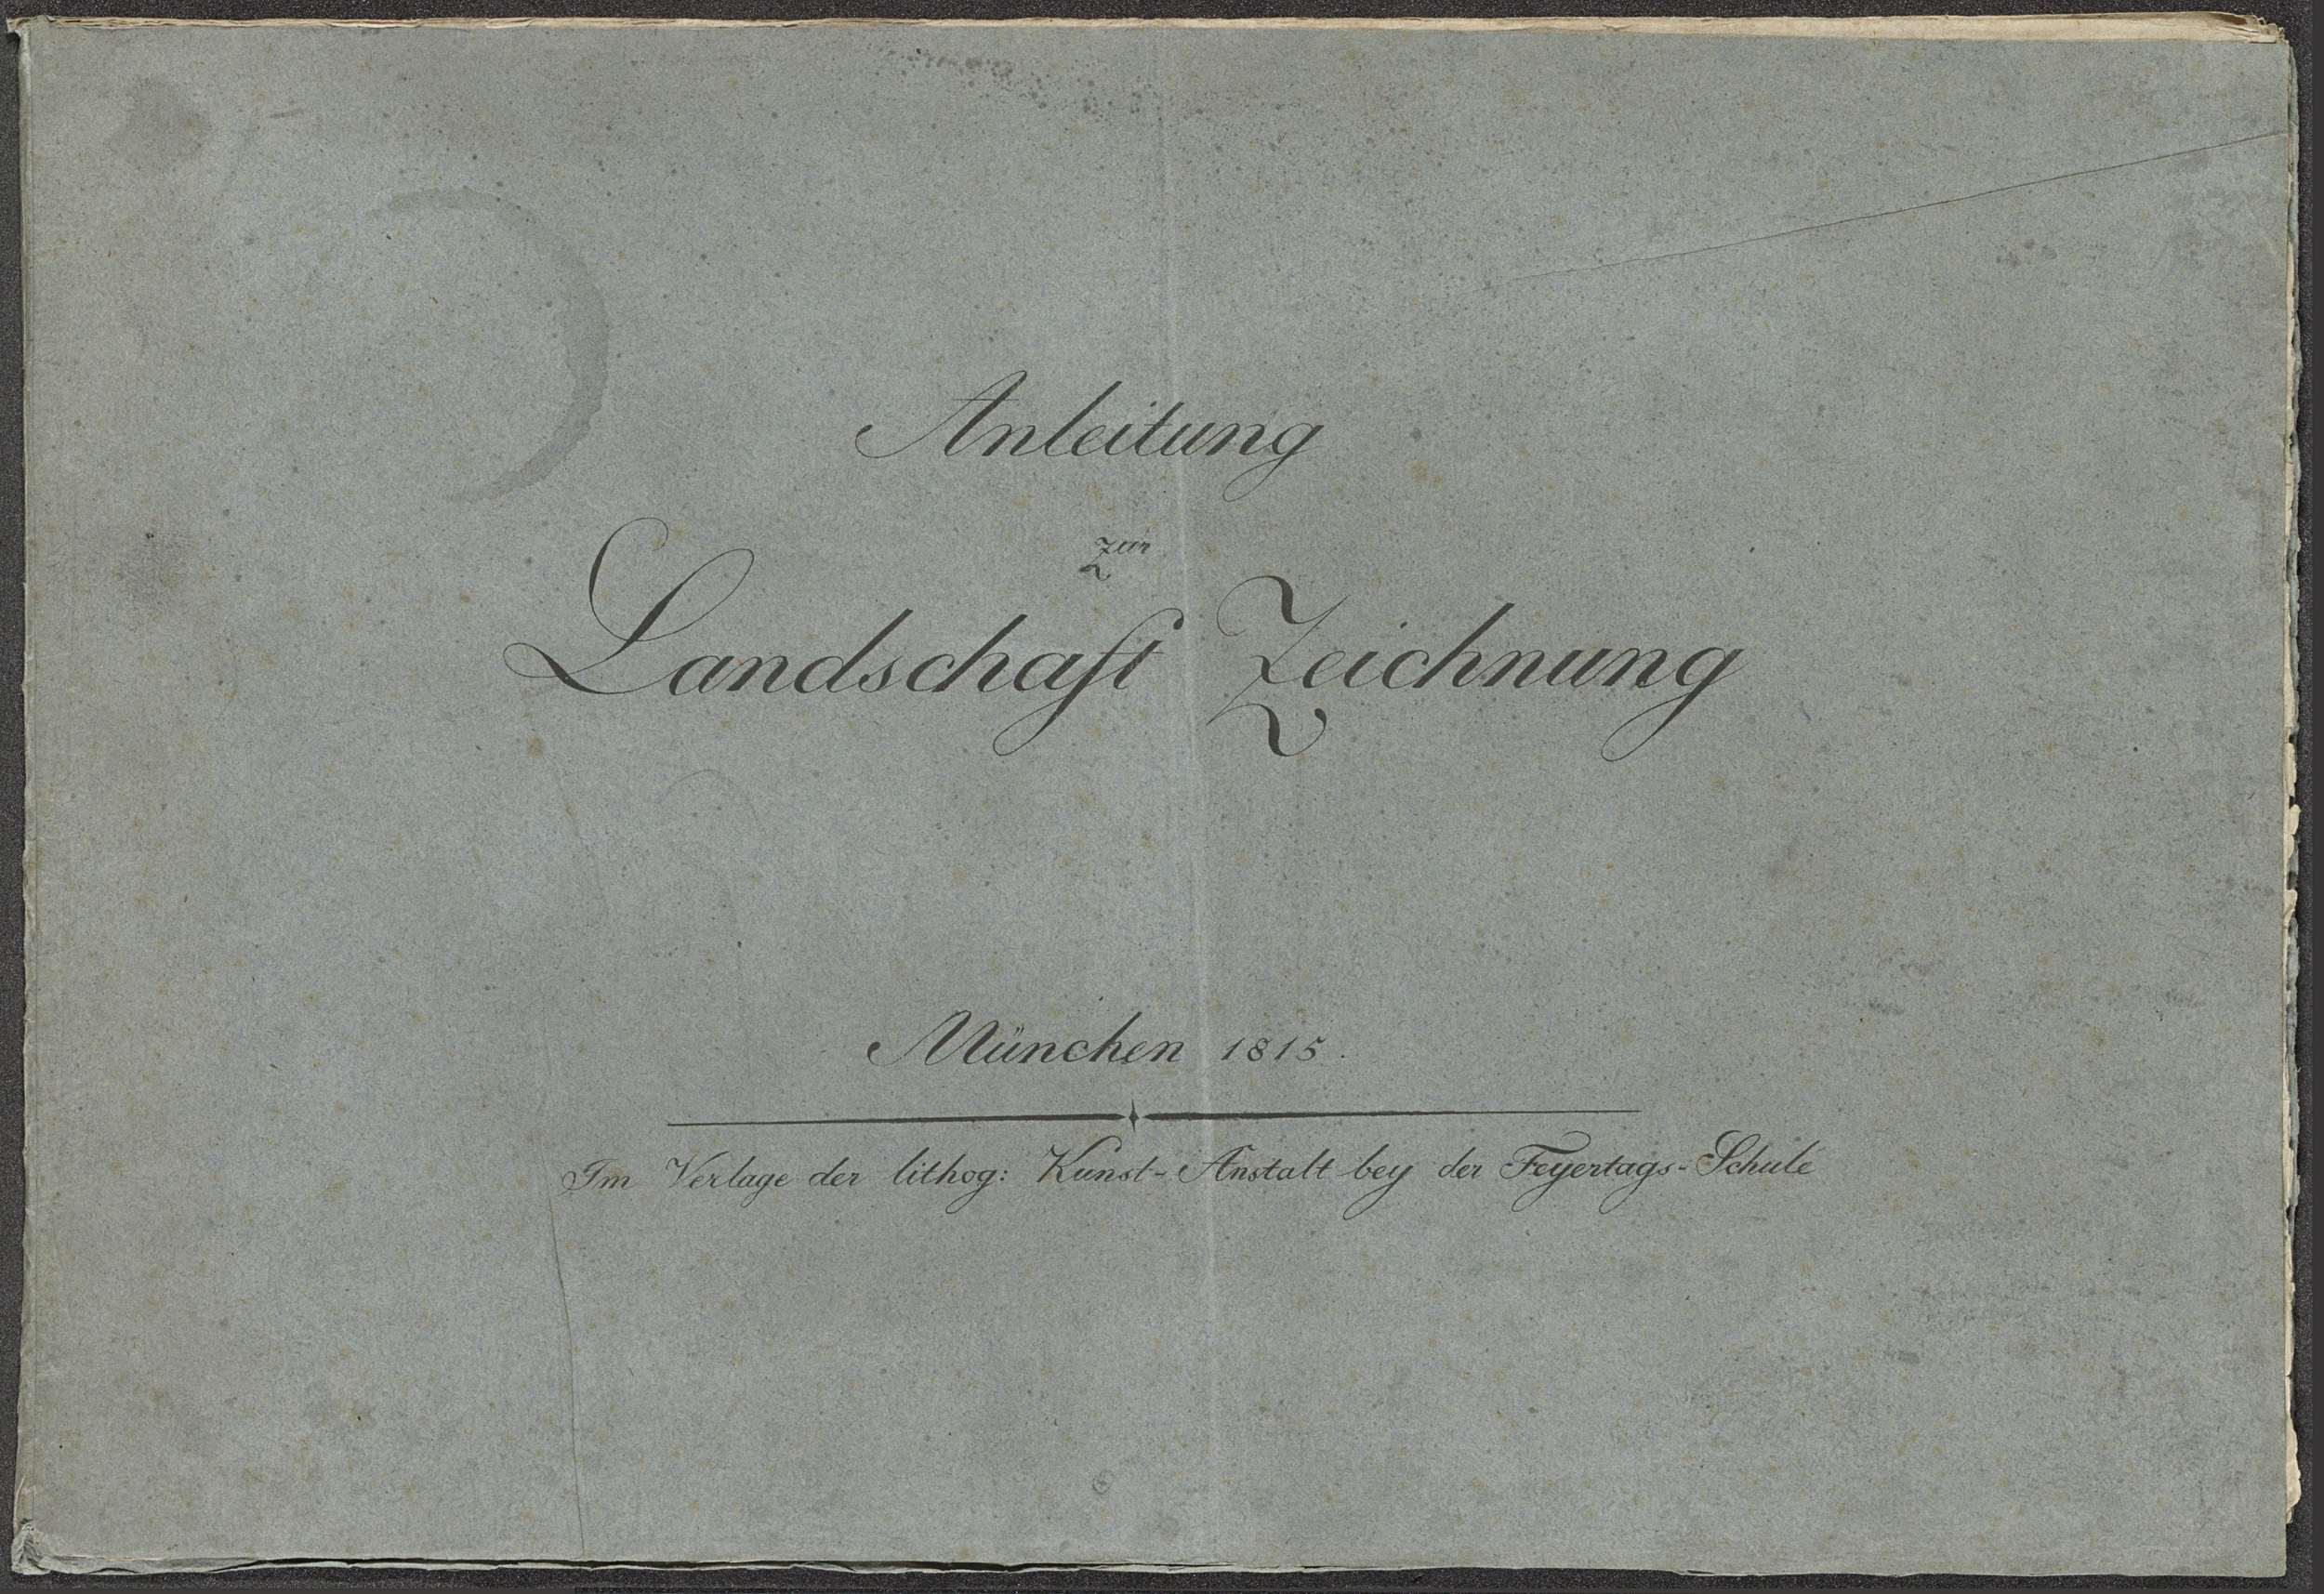 Anleitung
zur
Landschaft Zeichnung
München 1815.
Im Verlage der lithog: Kunst-Anstalt bey der Feyertags-Schule